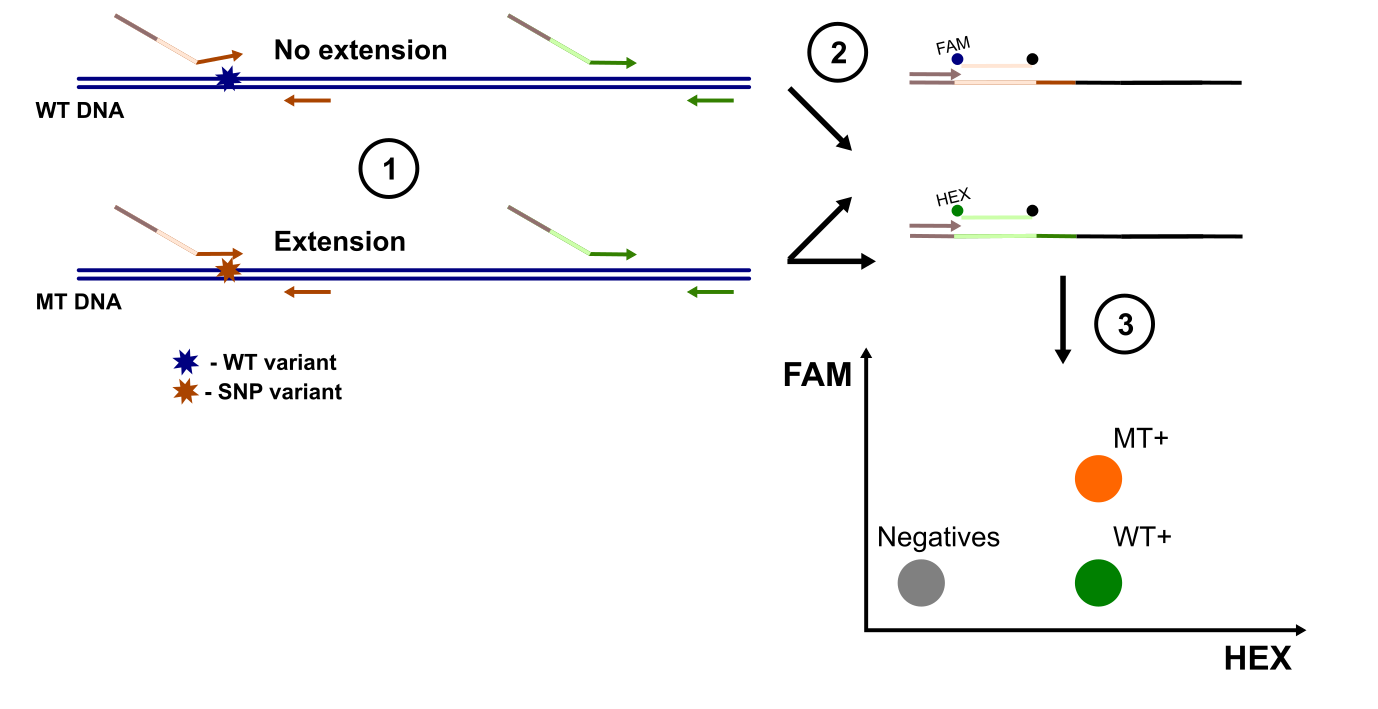 No extension
WT DNA
1
Extension
MT DNA
- WT variant
- SNP variant
2
FAM
HEX
3
FAM
MT+
Negatives
WT+
HEX